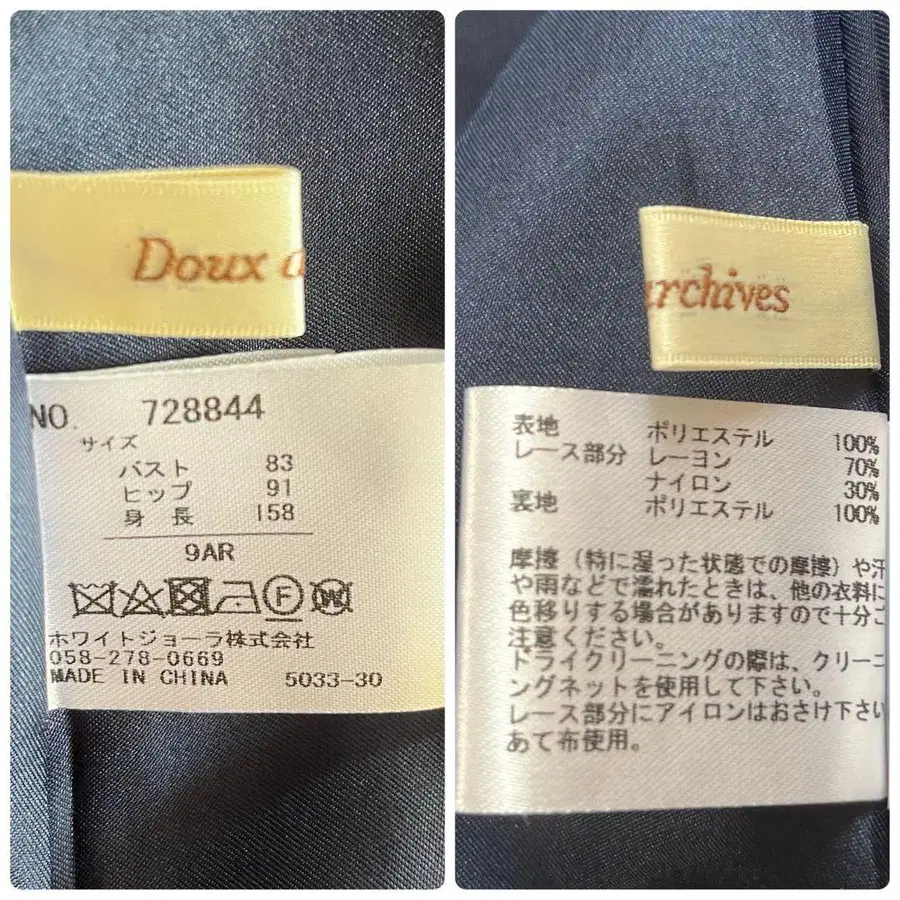 Doux a
NO. 728844
サイズ
バスト 83
ヒップ 91
身長 158
9AR
F
W
ホワイトジョーラ株式会社
058-278-0669
MADE IN CHINA 5033-30
archives
表地 ポリエステル 100%
レース部分 レーヨン 70%
ナイロン 30%
裏地 ポリエステル 100%
摩擦（特に湿った状態での摩擦）や汗
や雨などで濡れたときは、他の衣料に
色移りする場合がありますので十分ご
注意ください。
ドライクリーニングの際は、クリーニ
ングネットを使用して下さい。
レース部分にアイロンはおさけ下さい
あて布使用。